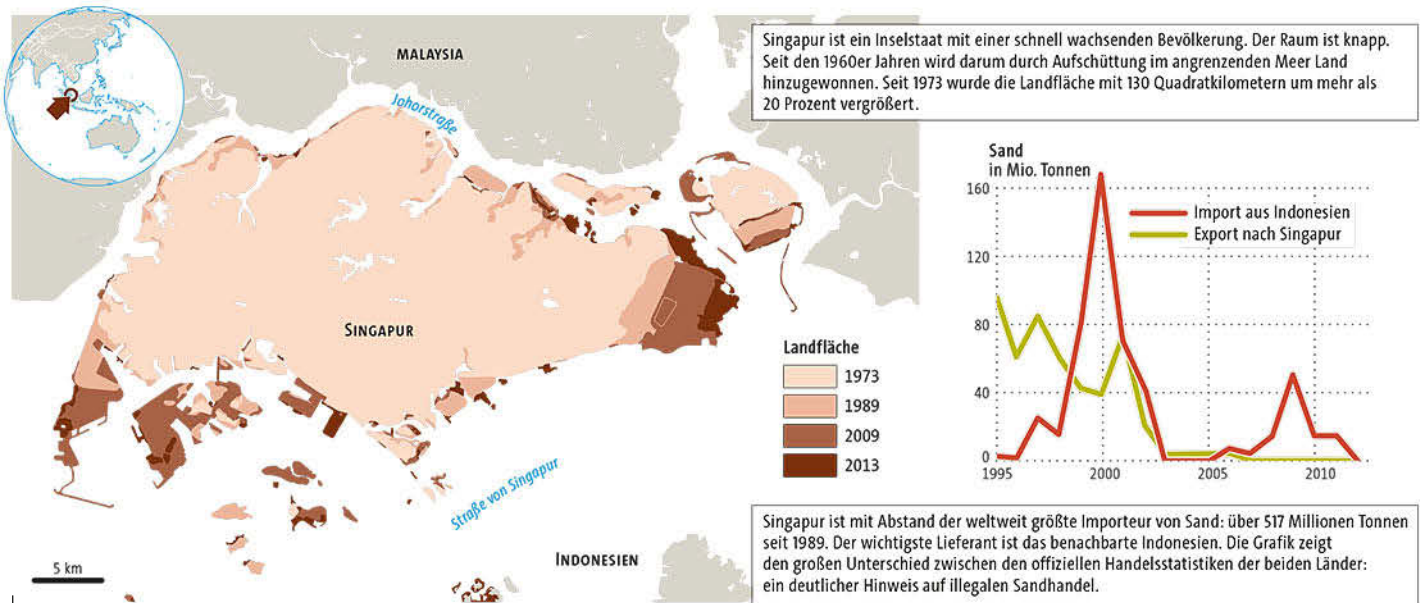 MALAYSIA
Johorstraße
SINGAPUR
Straße von Singapur
INDONESIEN
5 km
Singapur ist ein Inselstaat mit einer schnell wachsenden Bevölkerung. Der Raum ist knapp.
Seit den 1960er Jahren wird darum durch Aufschüttung im angrenzenden Meer Land
hinzugewonnen. Seit 1973 wurde die Landfläche mit 130 Quadratkilometern um mehr als
20 Prozent vergrößert.
Landfläche
1973
1989
2009
2013
Sand
in Mio. Tonnen
160
120
80
40
0
1995
2000
2005
2010
Import aus Indonesien
Export nach Singapur
Singapur ist mit Abstand der weltweit größte Importeur von Sand: über 517 Millionen Tonnen
seit 1989. Der wichtigste Lieferant ist das benachbarte Indonesien. Die Grafik zeigt
den großen Unterschied zwischen den offiziellen Handelsstatistiken der beiden Länder:
ein deutlicher Hinweis auf illegalen Sandhandel.